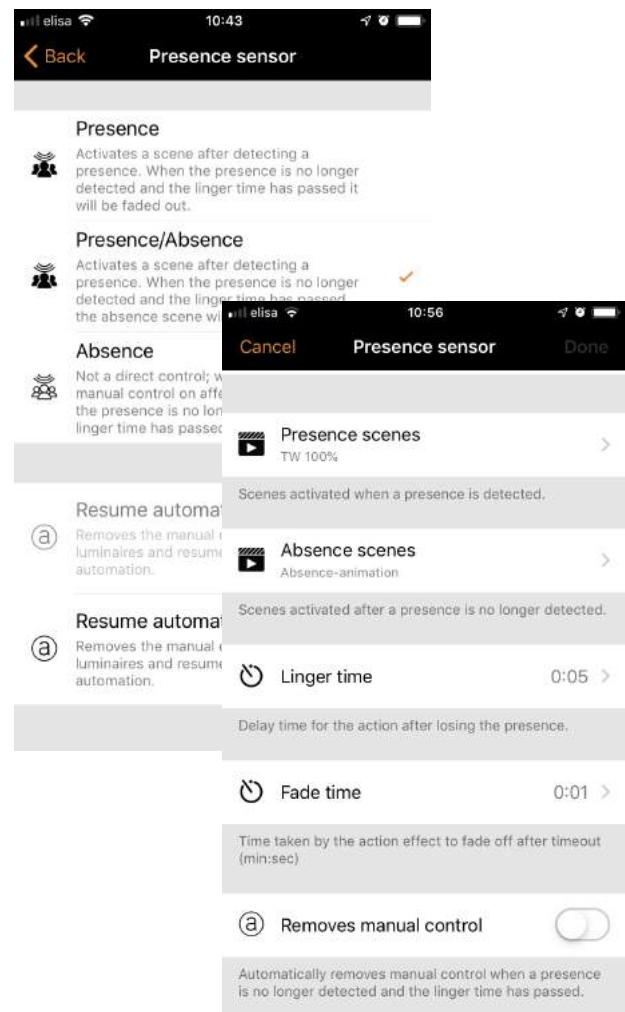 elisa 10:43
Back Presence sensor
Presence
Activates a scene after detecting a
presence. When the presence is no longer
detected and the linger time has passed it
will be faded out.
Presence/Absence
Activates a scene after detecting a
presence. When the presence is no longer
detected and the linger time has passed
the absence scene
Absence
Not a direct control;
manual control on
the presence is no
linger time has
Resume
Removes the manual
luminaires and
automation.
Resume
Removes the manual
luminaires and
automation.
elisa 10:56
Cancel Presence sensor Done
Presence scenes
TW 100%
Scenes activated when a presence is detected.
Absence scenes
Absence-animation
Scenes activated after a presence is no longer detected.
Linger time 0:05
Delay time for the action after losing the presence.
Fade time 0:01
Time taken by the action effect to fade off after timeout
(min:sec)
a Removes manual control
Automatically removes manual control when a presence
is no longer detected and the linger time has passed.